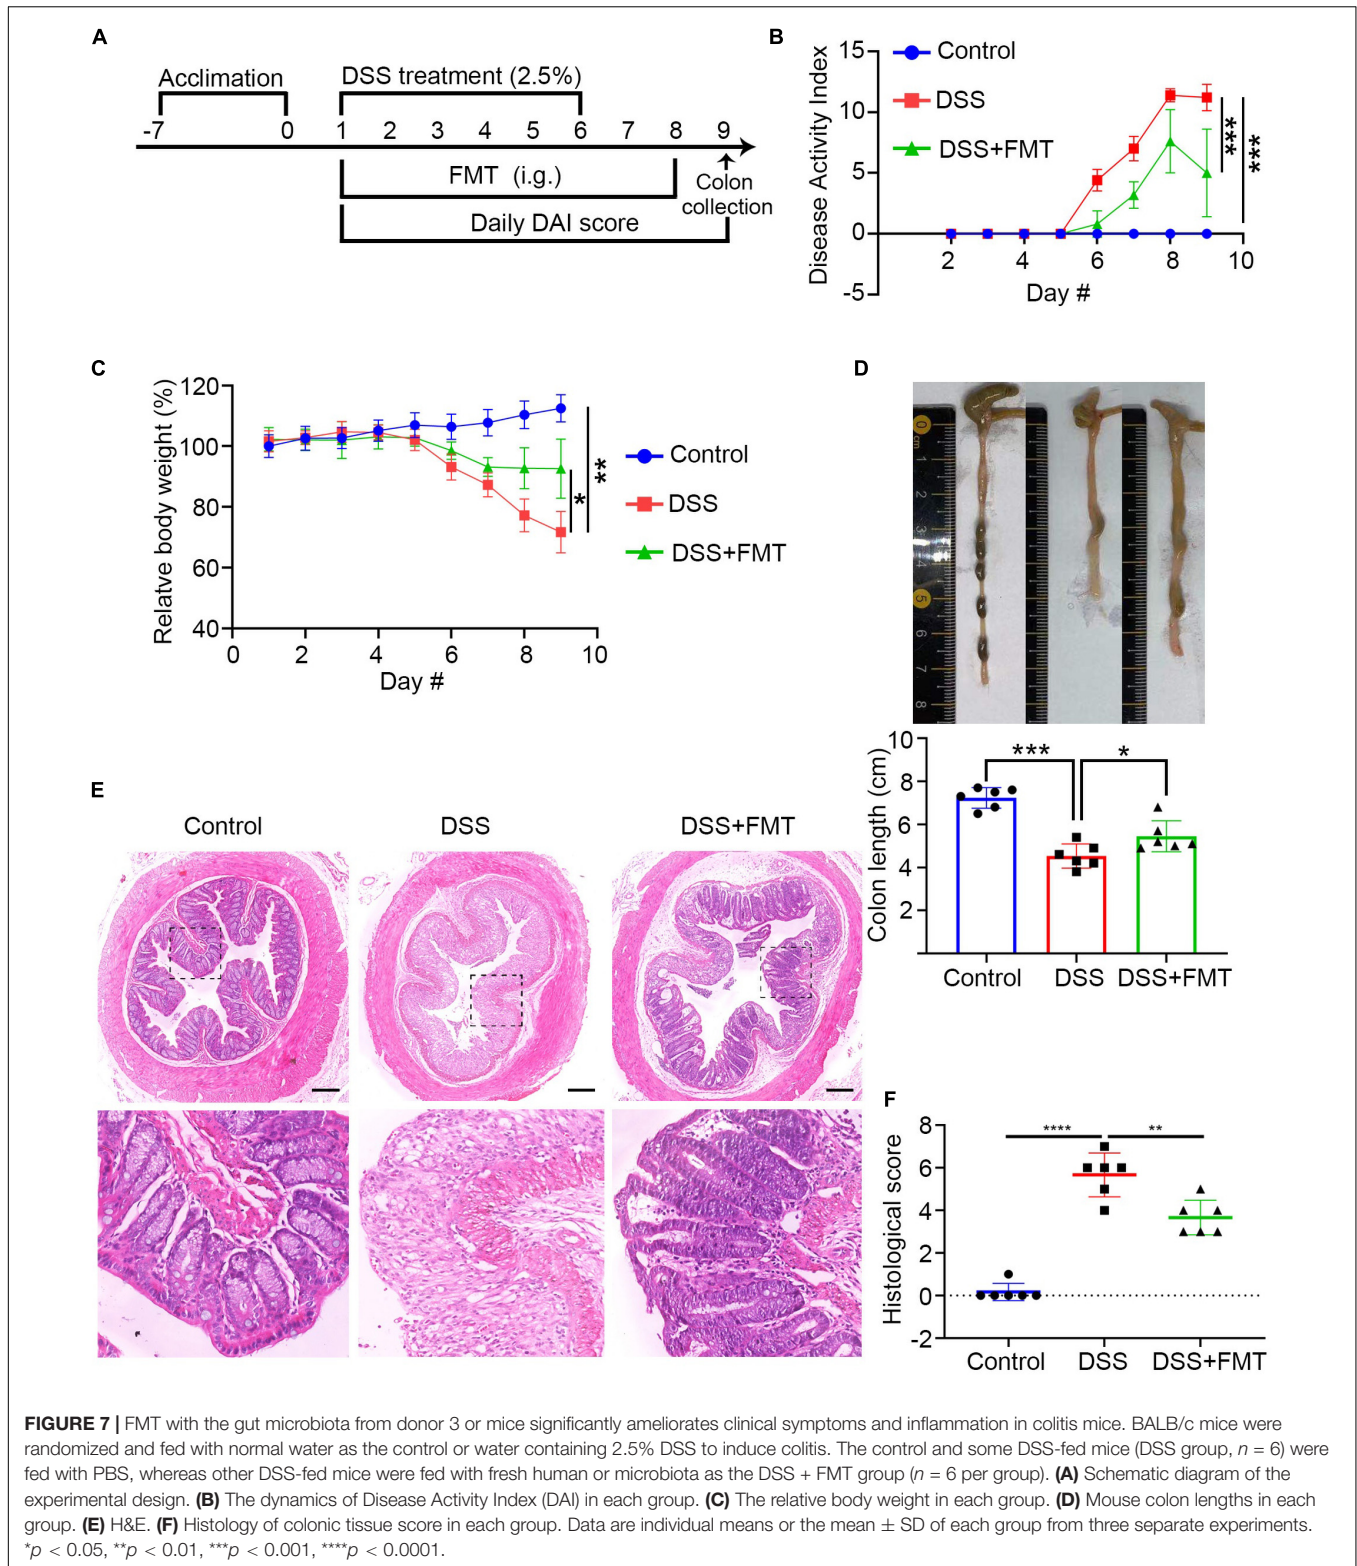 A
Acclimation
DSS treatment (2.5%)
-7 0 1 2 3 4 5 6 7 8 9
FMT (i.g.)
Colon
collection
Daily DAI score
B
Disease Activity Index
15
10
5
0
-5
2 4 6 8 10
Day #
Control
DSS
DSS+FMT
***
***
C
Relatve body weight (%)
120
100
80
60
40
0 2 4 6 8 10
Day #
Control
DSS
DSS+FMT
*
**
D
0 cm
1
2
3
4
5
6
7
8
Colon length (cm)
10
8
6
4
2
***
*
Control DSS DSS+FMT
E
Control DSS DSS+FMT
F
Histological score
8
6
4
2
0
-2
****
**
Control DSS DSS+FMT
FIGURE 7 | FMT with the gut microbiota from donor 3 or mice significantly ameliorates clinical symptoms and inflammation in colitis mice. BALB/c mice were
randomized and fed with normal water as the control or water containing 2.5% DSS to induce colitis. The control and some DSS-fed mice (DSS group, n = 6) were
fed with PBS, whereas other DSS-fed mice were fed with fresh human or microbiota as the DSS + FMT group (n = 6 per group). (A) Schematic diagram of the
experimental design. (B) The dynamics of Disease Activity Index (DAI) in each group. (C) The relative body weight in each group. (D) Mouse colon lengths in each
group. (E) H&E. (F) Histology of colonic tissue score in each group. Data are individual means or the mean ± SD of each group from three separate experiments.
*p < 0.05, **p < 0.01, ***p < 0.001, ****p < 0.0001.